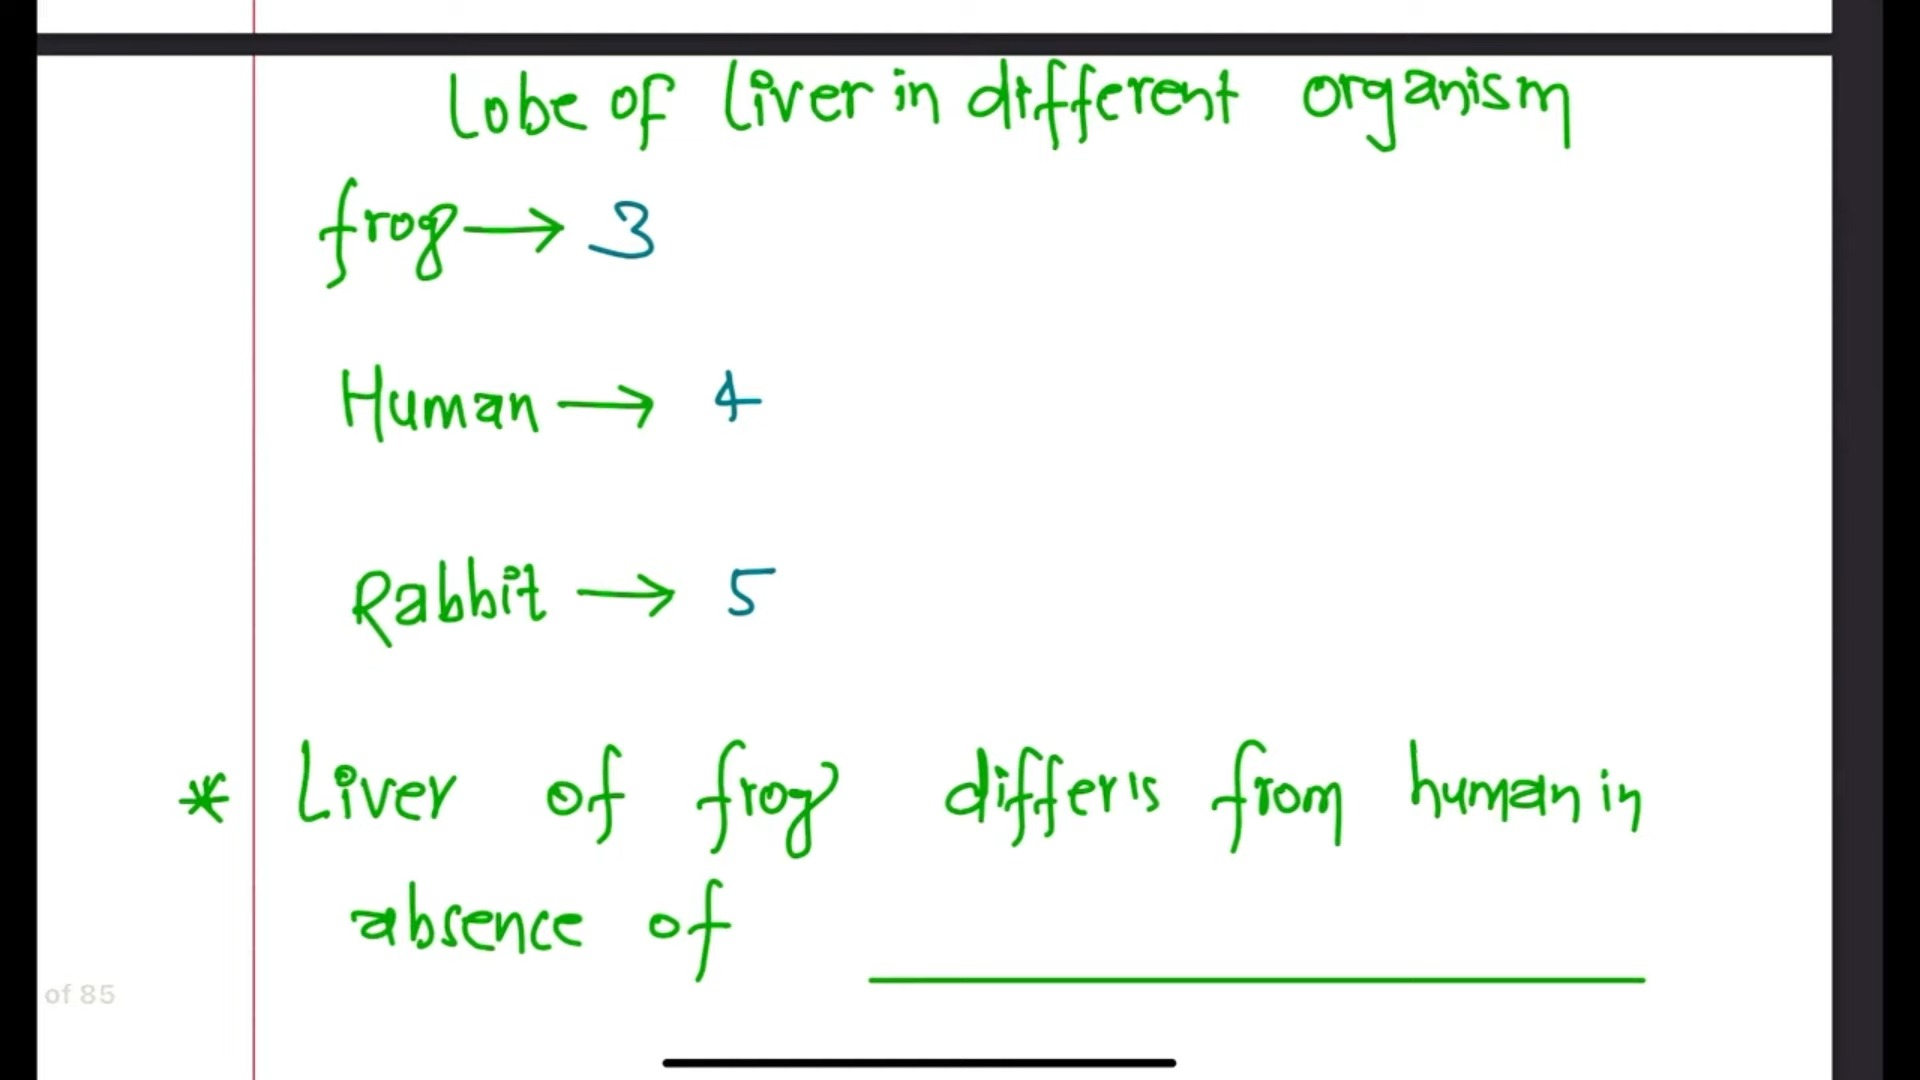 Lobe of Liver in different organism
frog → 3
Human → 4
Rabbit → 5
* Liver of frog differs from human in
absence of ____________
of 85